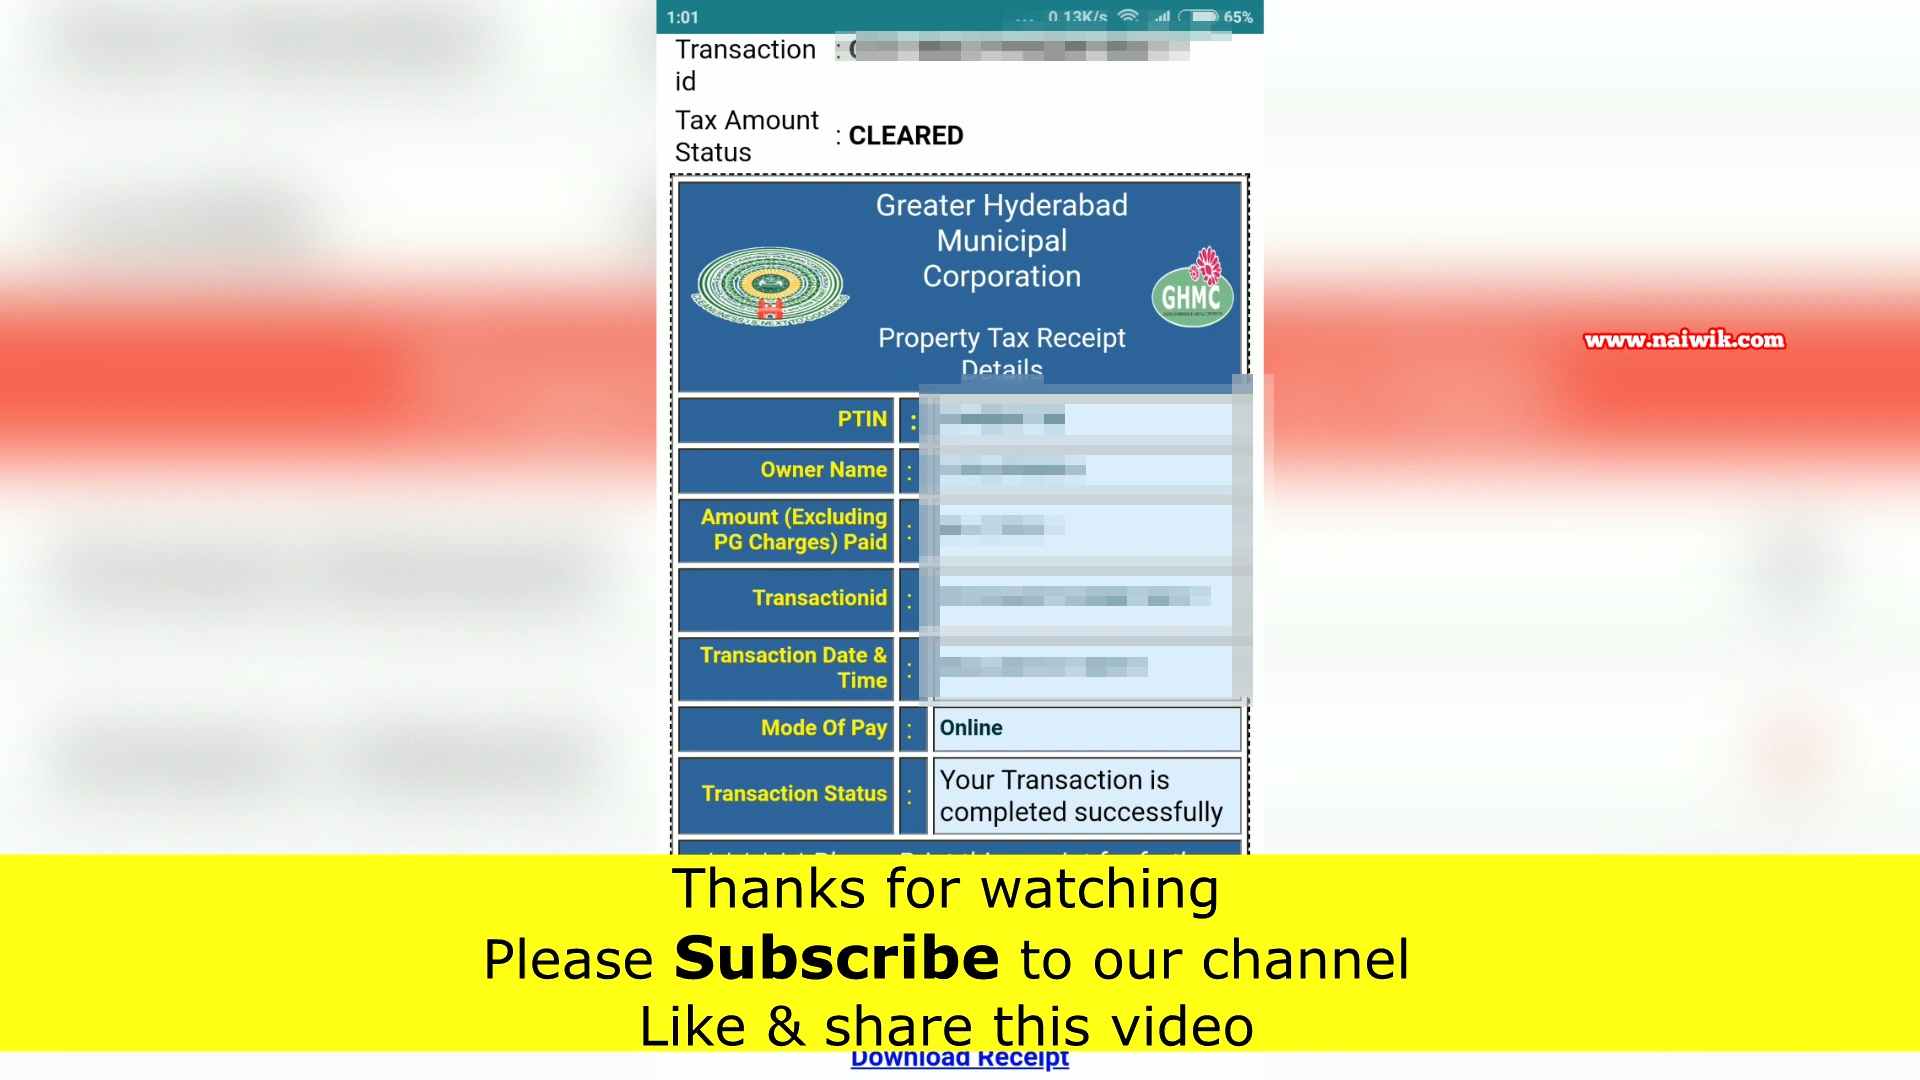 1:01 ... 0.13K/s 65%
Transaction :
id
Tax Amount
Status : CLEARED
Greater Hyderabad
Municipal
Corporation
GHMC
Property Tax Receipt
Details
www.naiwik.com
PTIN :
Owner Name :
Amount (Excluding
PG Charges) Paid :
Transactionid :
Transaction Date &
Time :
Mode Of Pay : Online
Transaction Status : Your Transaction is
completed successfully
Thanks for watching
Please Subscribe to our channel
Like & share this video
Download Receipt